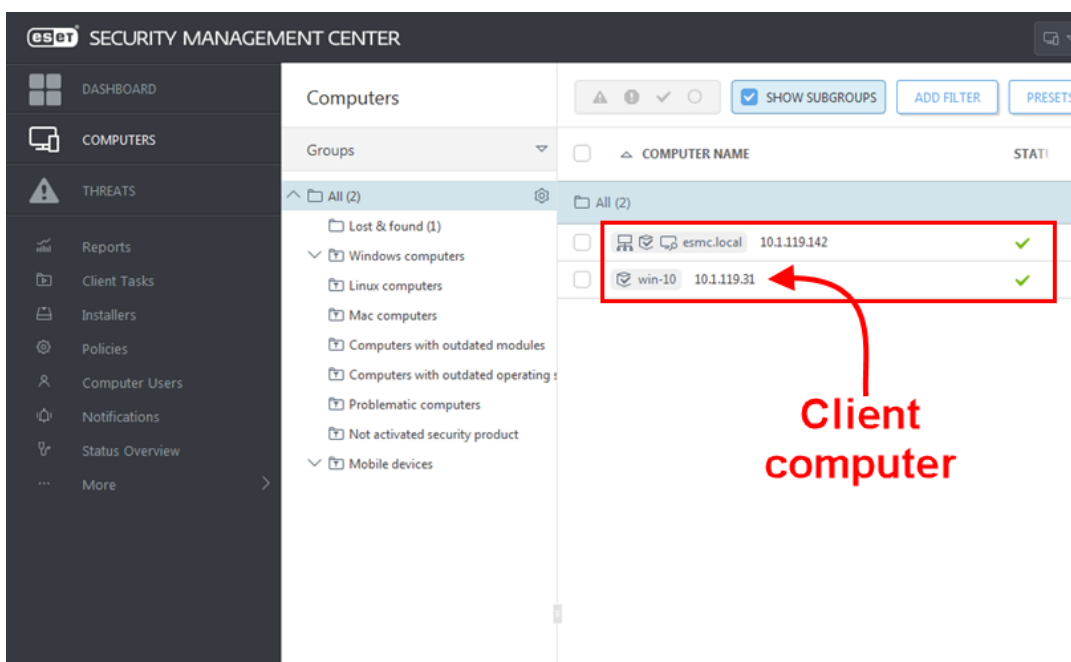 eset SECURITY MANAGEMENT CENTER
DASHBOARD
COMPUTERS
THREATS
Reports
Client Tasks
Installers
Policies
Computer Users
Notifications
Status Overview
More
Computers
Groups
All (2)
Lost & found (1)
Windows computers
Linux computers
Mac computers
Computers with outdated modules
Computers with outdated operating s
Problematic computers
Not activated security product
Mobile devices
SHOW SUBGROUPS ADD FILTER PRESETS
COMPUTER NAME STATU
All (2)
esmc.local 10.1.119.142
win-10 10.1.119.31
Client
computer